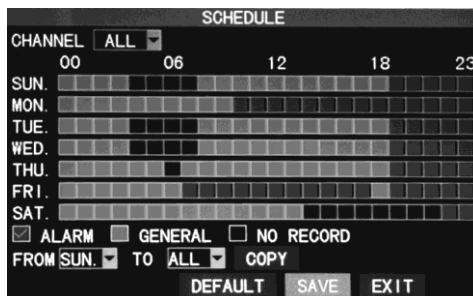 SCHEDULE
CHANNEL ALL
00 06 12 18 23
SUN.
MON.
TUE.
WED.
THU.
FRI.
SAT.
ALARM GENERAL NO RECORD
FROM SUN. TO ALL COPY
DEFAULT SAVE EXIT